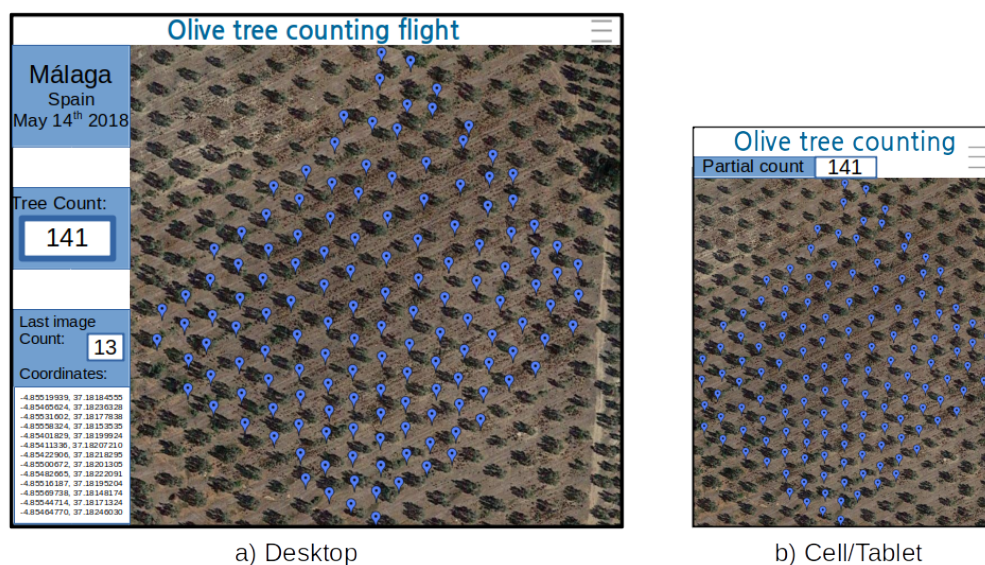 Olive tree counting flight
Málaga
Spain
May 14th 2018
Tree Count:
141
Last image
Count:
13
Coordinates:
-4.85519939, 37.18184555
-4.85465624, 37.18236328
-4.85531602, 37.18177838
-4.85558324, 37.18153535
-4.85401829, 37.18199924
-4.85411336, 37.18207210
-4.85422906, 37.18218295
-4.85500672, 37.18201305
-4.85482665, 37.18222091
-4.85516187, 37.18195204
-4.85569738, 37.18148174
-4.85544714, 37.18171324
-4.85464770, 37.18246030
a) Desktop
Olive tree counting
Partial count
141
b) Cell/Tablet